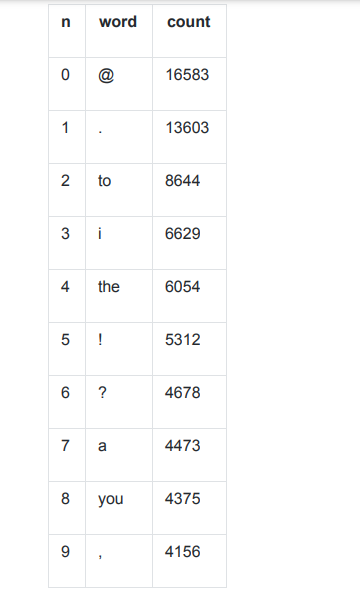 n word count
0 @ 16583
1 . 13603
2 to 8644
3 i 6629
4 the 6054
5 ! 5312
6 ? 4678
7 a 4473
8 you 4375
9 , 4156